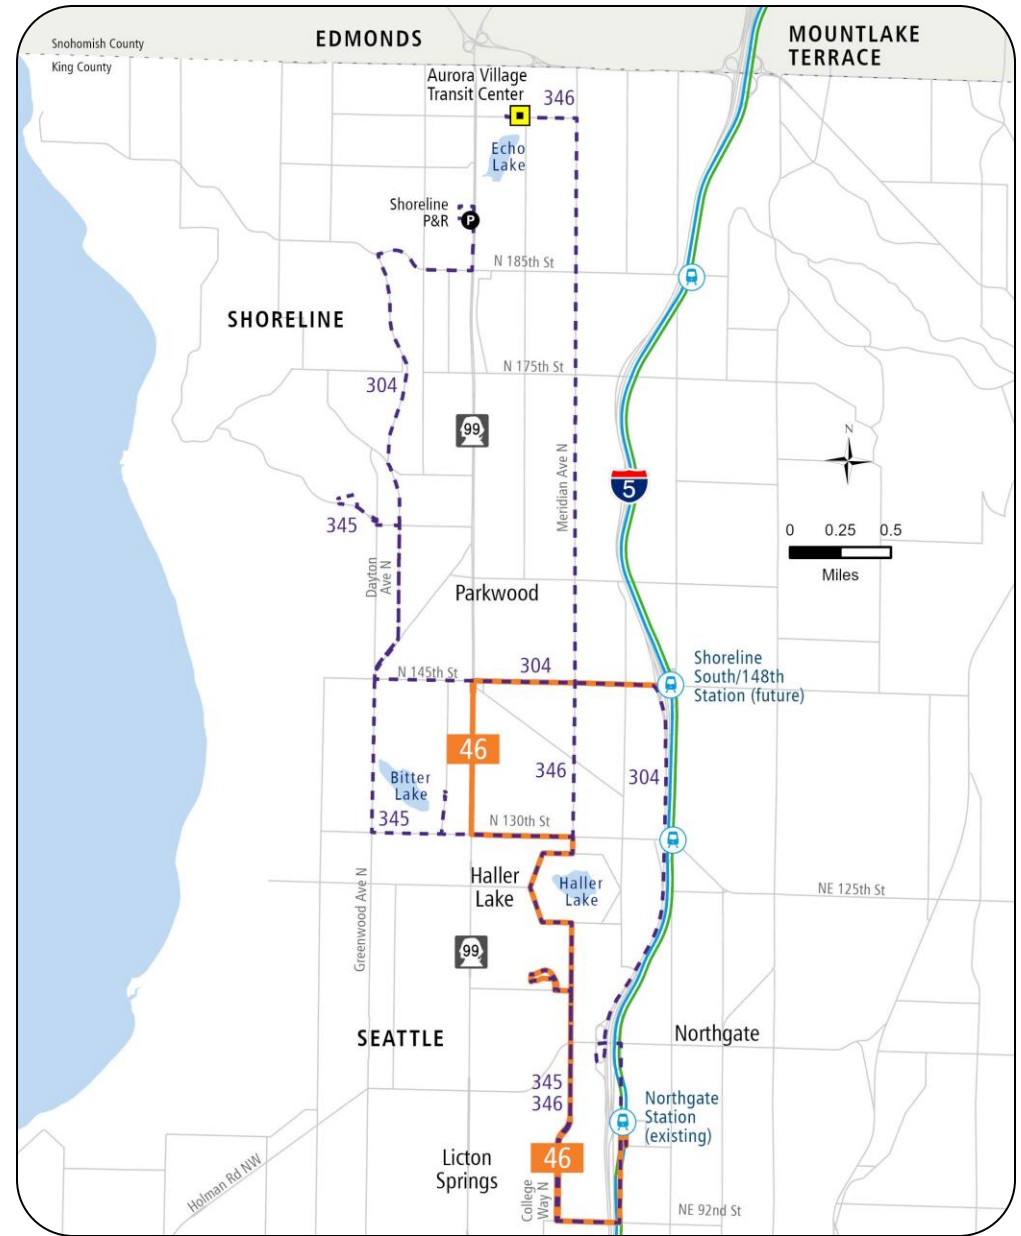 Snohomish County
King County
EDMONDS
MOUNTLAKE
TERRACE
Aurora Village
Transit Center
346
Echo
Lake
Shoreline
P&R
P
N 185th St
SHORELINE
N 175th St
304
99
N
Meridian Ave N
5
345
0 0.25 0.5
Miles
Dayton
Ave N
Parkwood
N 145th St
304
Shoreline
South/148th
Station (future)
46
Bitter
Lake
346
304
345
N 130th St
Haller
Lake
Haller
Lake
NE 125th St
Greenwood Ave N
99
SEATTLE
Northgate
345
346
Northgate
Station
(existing)
46
Licton
Springs
College
Way N
Holman Rd NW
NE 92nd St